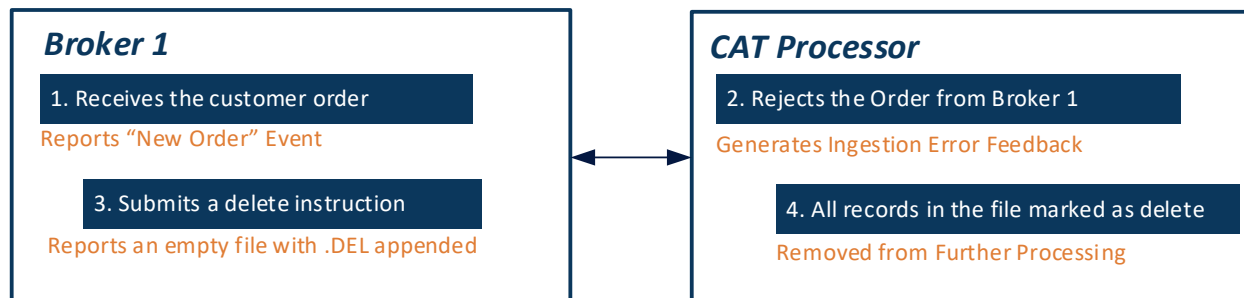 Broker 1
1. Receives the customer order
Reports “New Order” Event
3. Submits a delete instruction
Reports an empty file with .DEL appended
CAT Processor
2. Rejects the Order from Broker 1
Generates Ingestion Error Feedback
4. All records in the file marked as delete
Removed from Further Processing